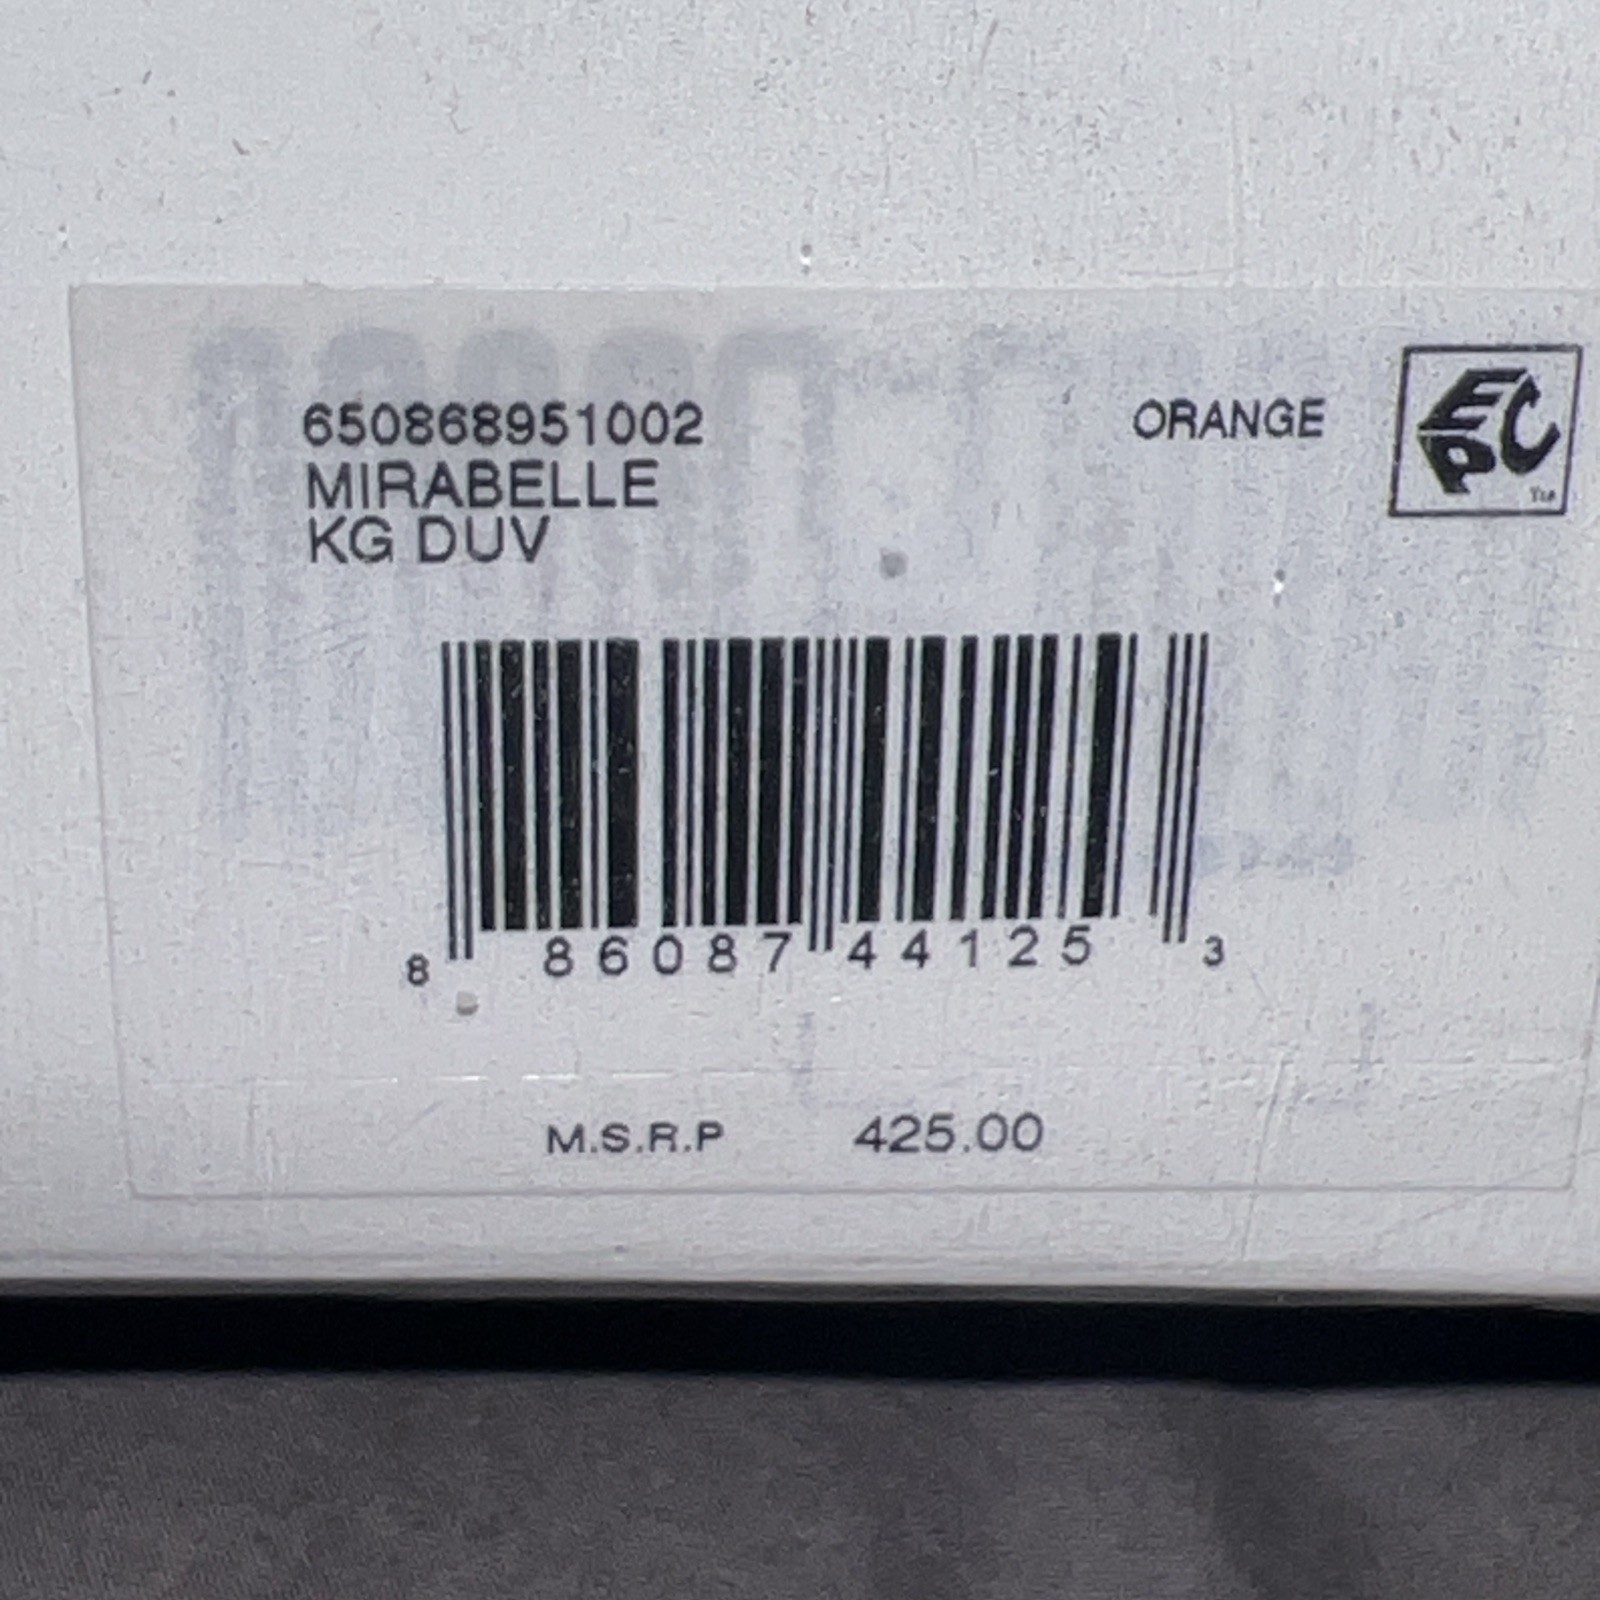 650868951002 ORANGE
MIRABELLE
KG DUV
EPC
8 86087 44125 3
M.S.R.P 425.00